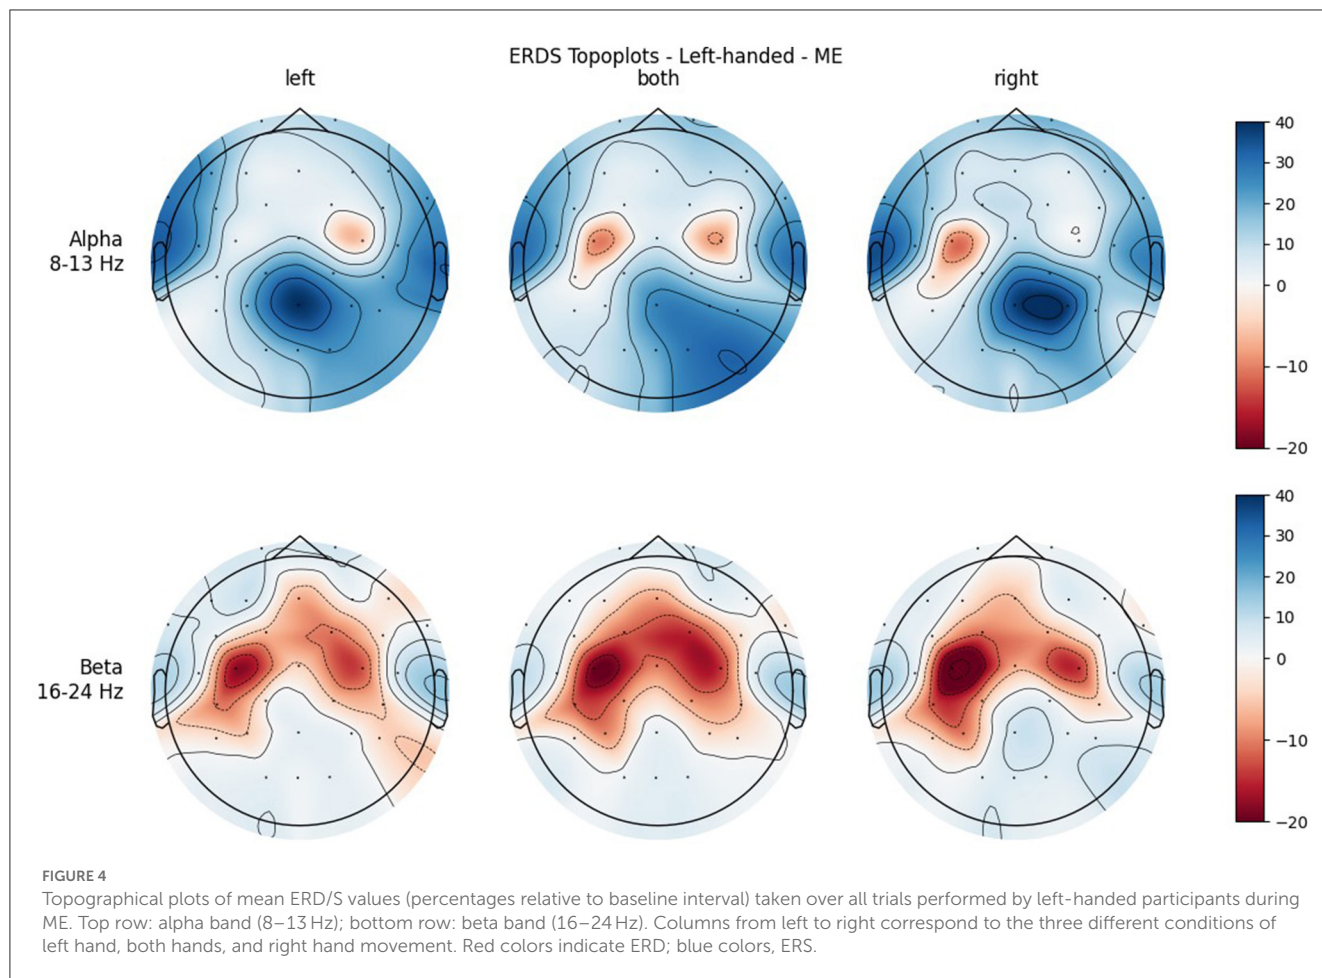 ERDS Topoplots - Left-handed - ME
left both right
Alpha
8-13 Hz
40
30
20
10
0
−10
−20
Beta
16-24 Hz
40
30
20
10
0
−10
−20
FIGURE 4
Topographical plots of mean ERD/S values (percentages relative to baseline interval) taken over all trials performed by left-handed participants during
ME. Top row: alpha band (8–13 Hz); bottom row: beta band (16–24 Hz). Columns from left to right correspond to the three different conditions of
left hand, both hands, and right hand movement. Red colors indicate ERD; blue colors, ERS.